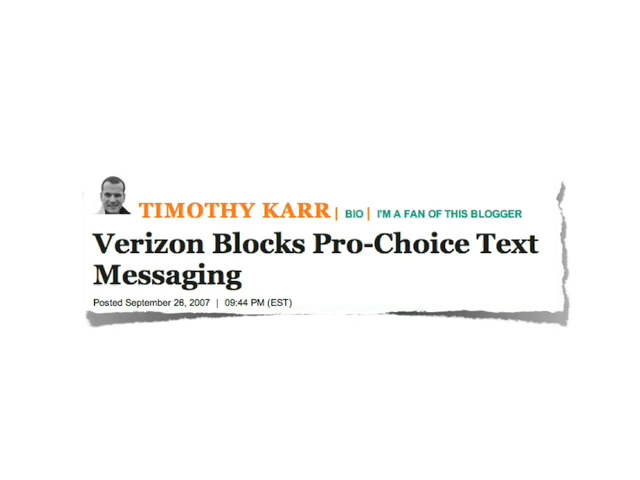 TIMOTHY KARR | BIO | I'M A FAN OF THIS BLOGGER
Verizon Blocks Pro-Choice Text
Messaging
Posted September 26, 2007 | 09:44 PM (EST)